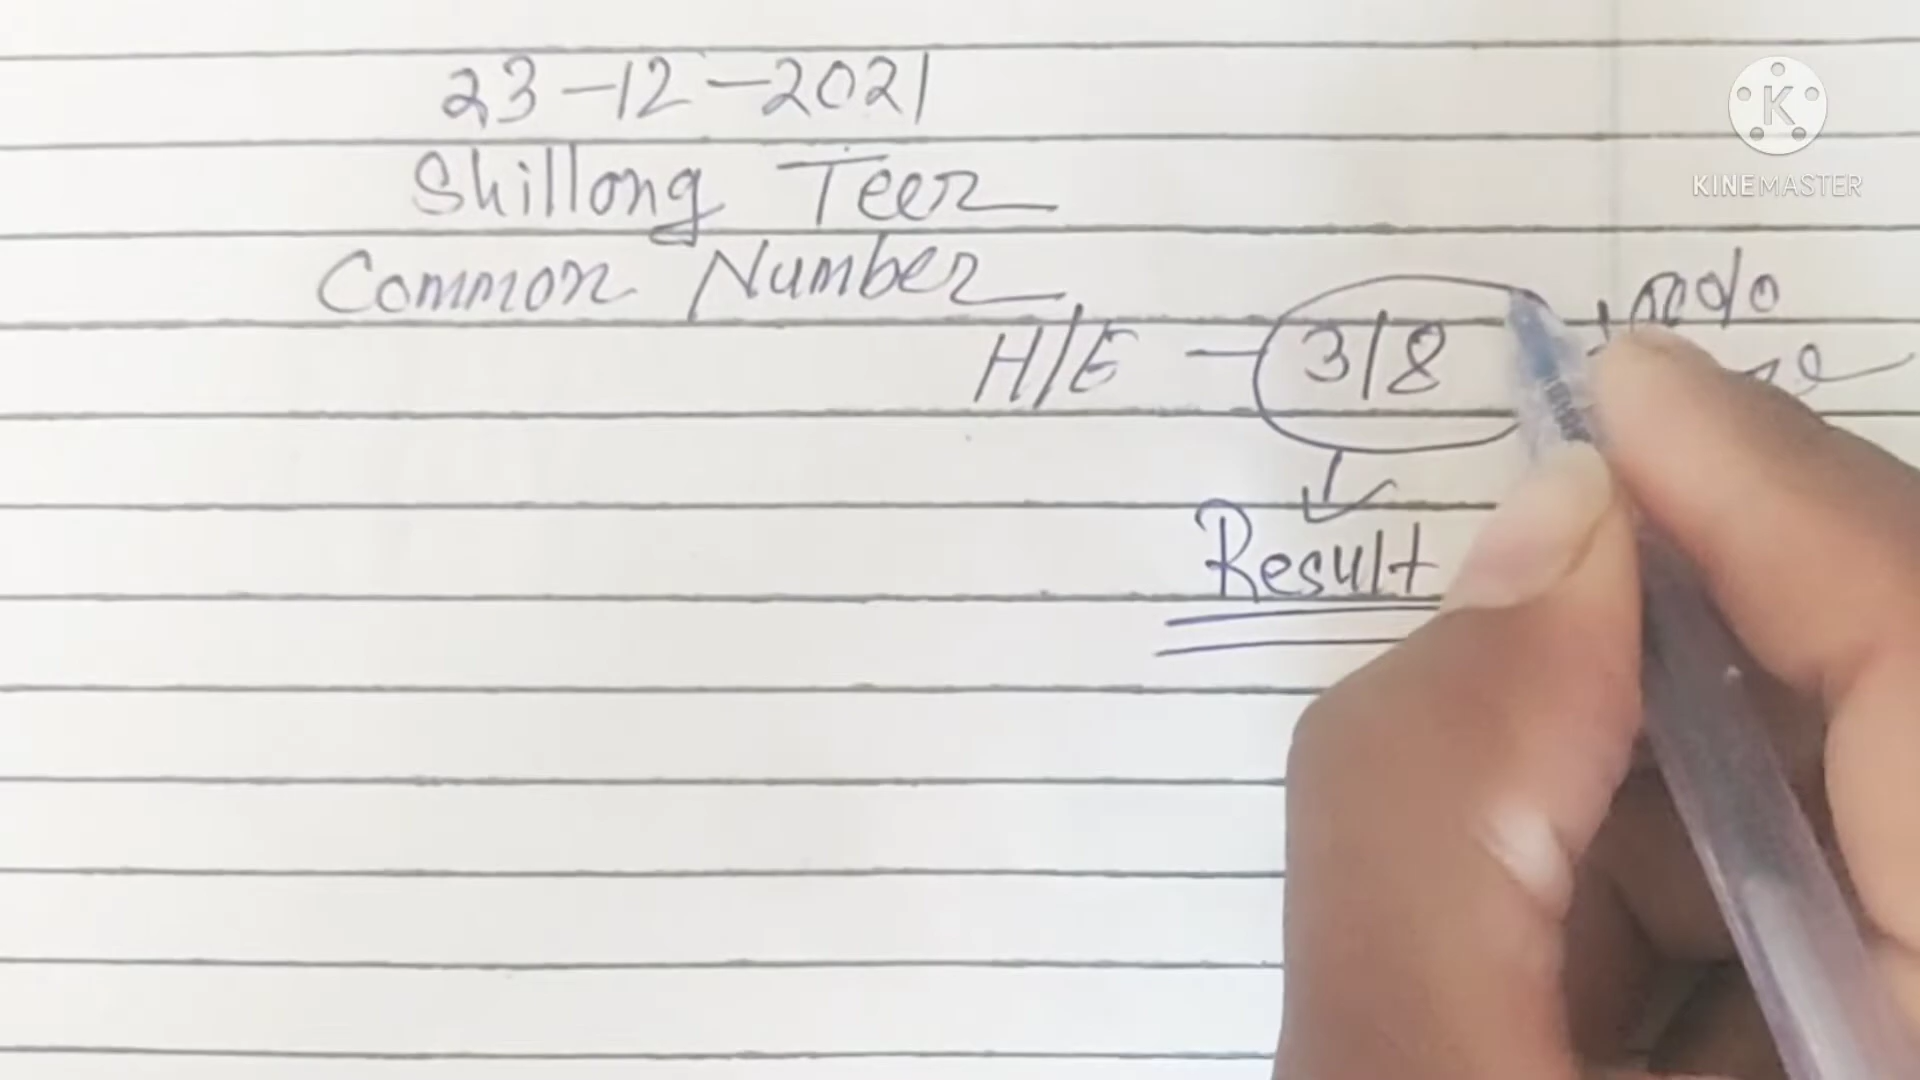 23-12-2021
Shillong Teer
Common Number
H/E - 3/8
Result
K
KINEMASTER